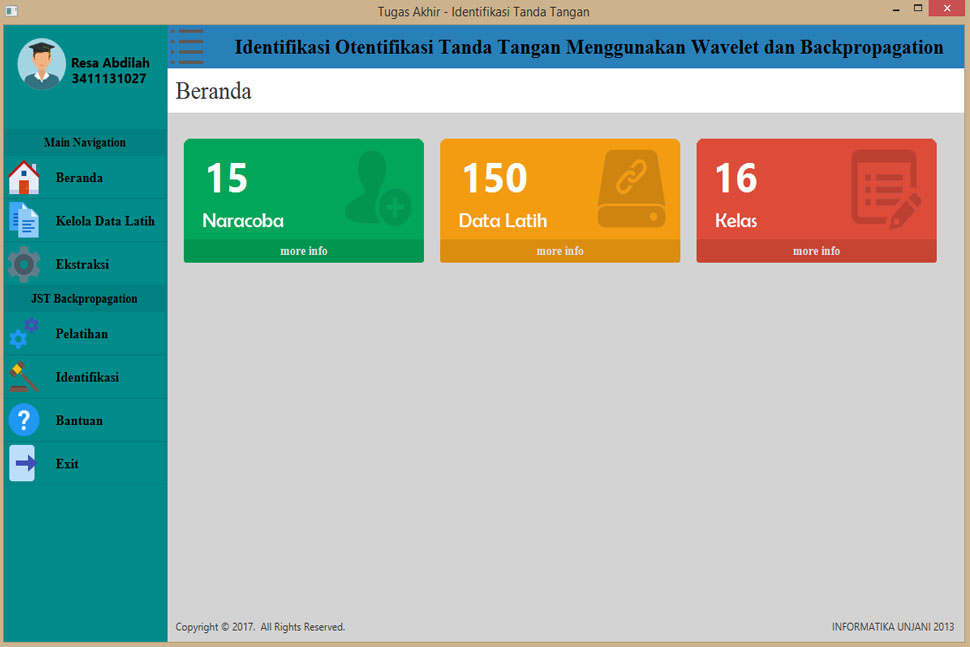 Tugas Akhir - Identifikasi Tanda Tangan
Resa Abdilah
3411131027
Identifikasi Otentifikasi Tanda Tangan Menggunakan Wavelet dan Backpropagation
Beranda
Main Navigation
Beranda
Kelola Data Latih
Ekstraksi
JST Backpropagation
Pelatihan
Identifikasi
Bantuan
Exit
15
Naracoba
more info
150
Data Latih
more info
16
Kelas
more info
Copyright © 2017. All Rights Reserved.
INFORMATIKA UNJANI 2013